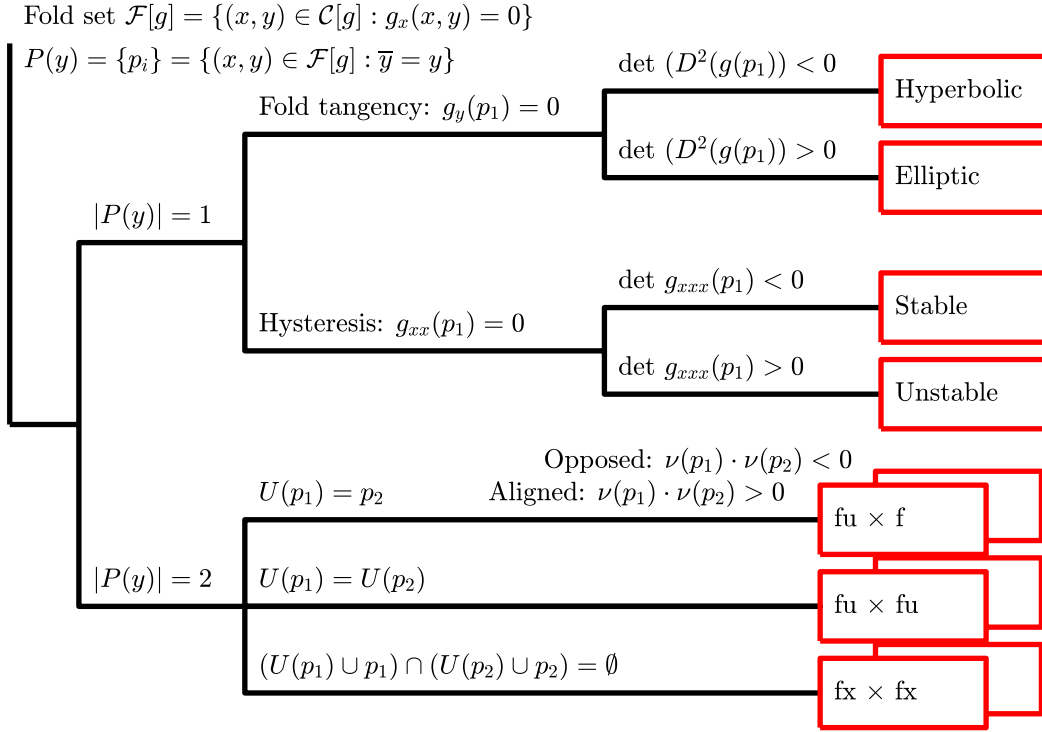 Fold set $\mathcal{F}[g] = \{(x, y) \in \mathcal{C}[g] : g_x(x, y) = 0\}$
$P(y) = \{p_i\} = \{(x, y) \in \mathcal{F}[g] : \overline{y} = y\}$
$\det (D^2(g(p_1)) < 0$
Hyperbolic
Fold tangency: $g_y(p_1) = 0$
$\det (D^2(g(p_1)) > 0$
Elliptic
$|P(y)| = 1$
$\det g_{xxx}(p_1) < 0$
Stable
Hysteresis: $g_{xx}(p_1) = 0$
$\det g_{xxx}(p_1) > 0$
Unstable
Opposed: $\nu(p_1) \cdot \nu(p_2) < 0$
$U(p_1) = p_2$
Aligned: $\nu(p_1) \cdot \nu(p_2) > 0$
fu × f
$|P(y)| = 2$
$U(p_1) = U(p_2)$
fu × fu
$(U(p_1) \cup p_1) \cap (U(p_2) \cup p_2) = \emptyset$
fx × fx